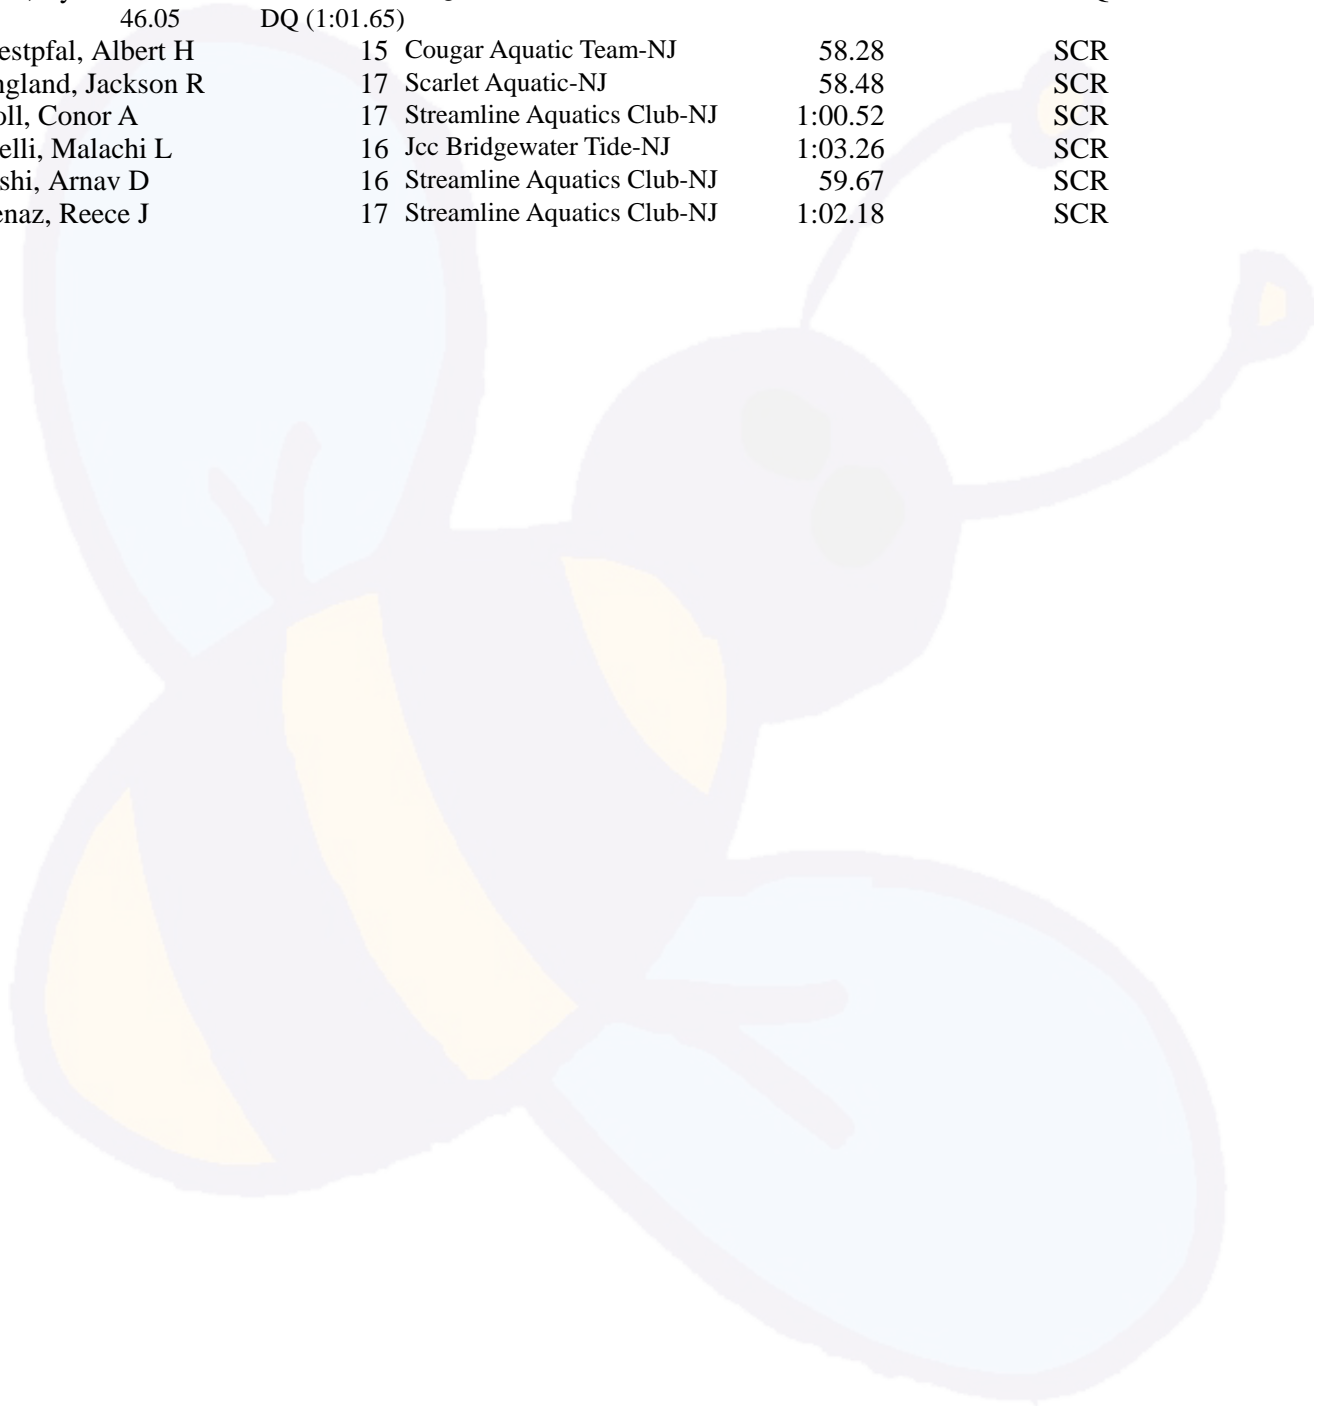 46.05 DQ (1:01.65)
estpfal, Albert H 15 Cougar Aquatic Team-NJ 58.28 SCR
ngland, Jackson R 17 Scarlet Aquatic-NJ 58.48 SCR
oll, Conor A 17 Streamline Aquatics Club-NJ 1:00.52 SCR
elli, Malachi L 16 Jcc Bridgewater Tide-NJ 1:03.26 SCR
shi, Arnav D 16 Streamline Aquatics Club-NJ 59.67 SCR
enaz, Reece J 17 Streamline Aquatics Club-NJ 1:02.18 SCR